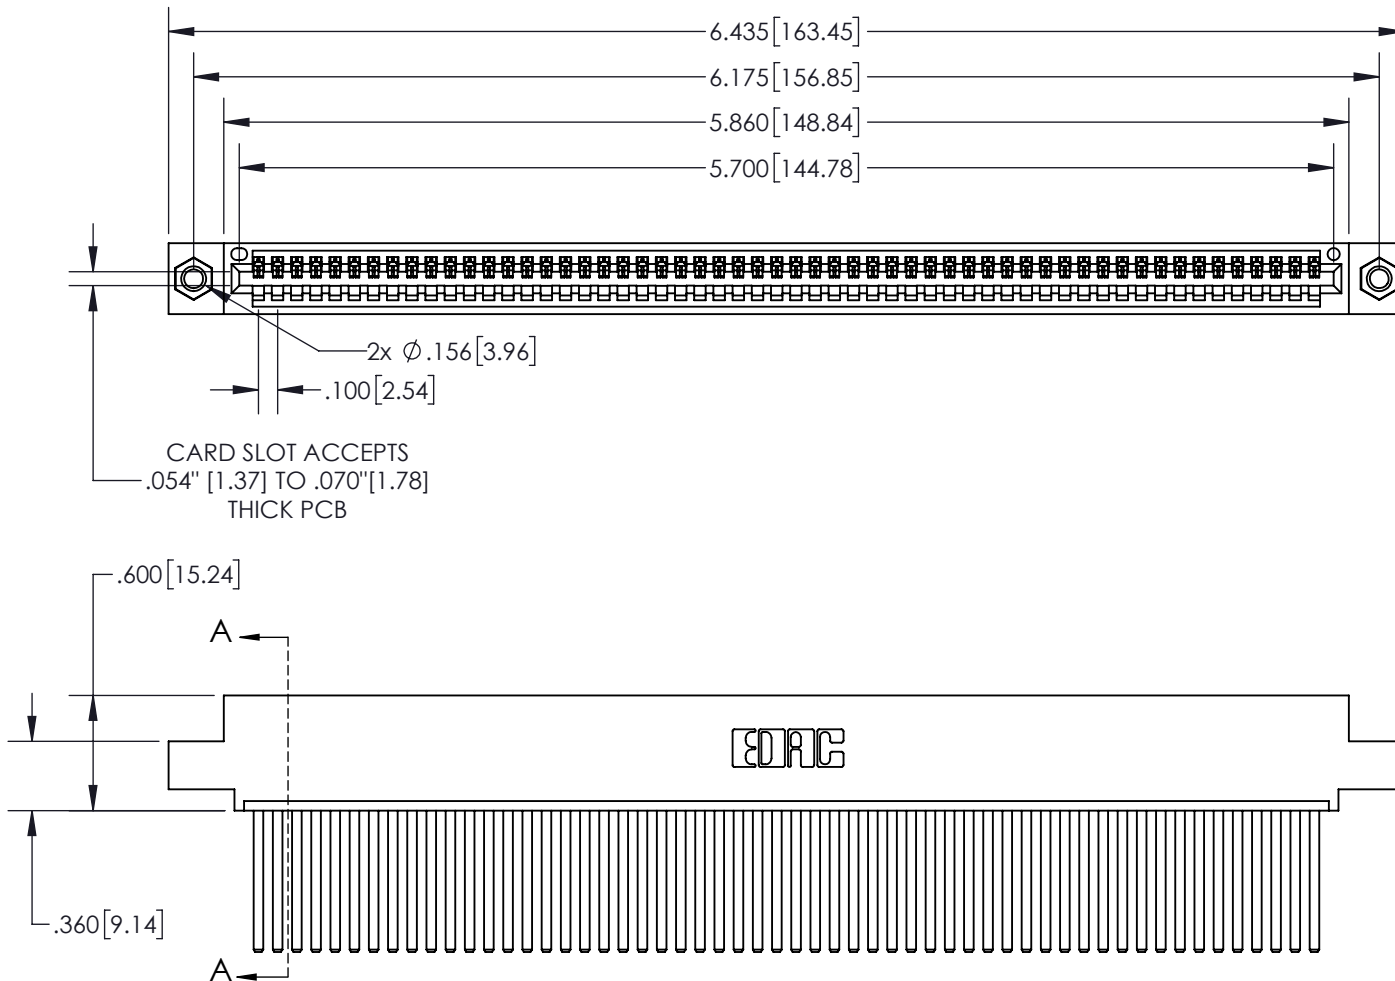 6.435[163.45]
6.175[156.85]
5.860[148.84]
5.700[144.78]
2x Ø.156[3.96]
.100[2.54]
CARD SLOT ACCEPTS
.054" [1.37] TO .070"[1.78]
THICK PCB
.600[15.24]
A
EDAC
.360[9.14]
A